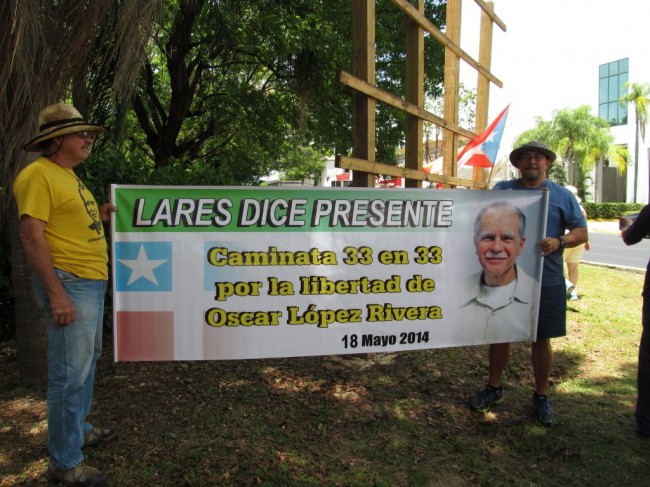 LARES DICE PRESENTE
Caminata 33 en 33
por la libertad de
Oscar López Rivera
18 Mayo 2014